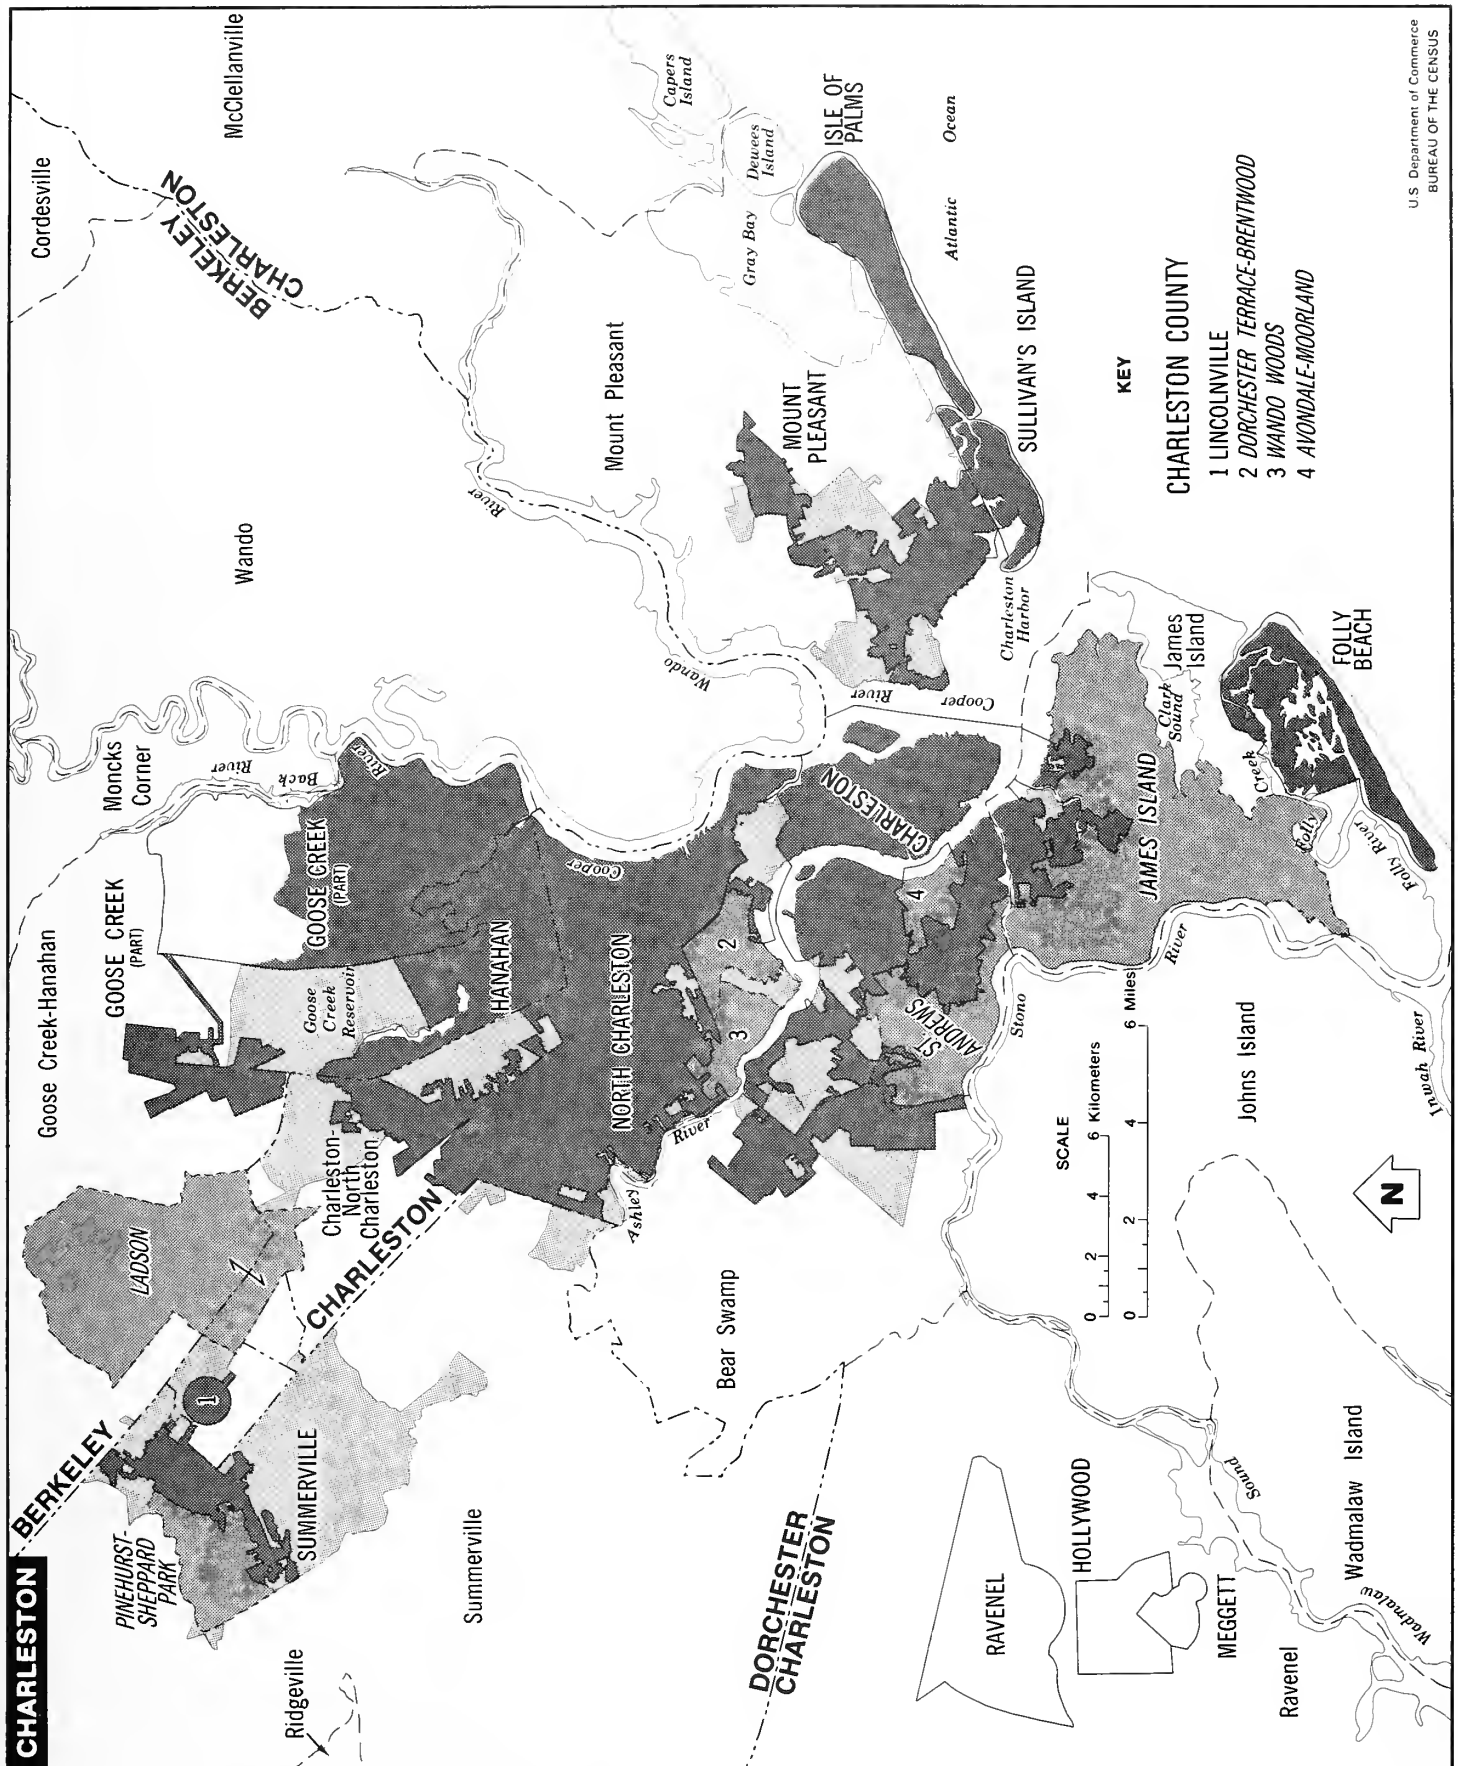 CHARLESTON
BERKELEY
CHARLESTON
Cordesville
McClellanville
BERKELEY
CHARLESTON
Wando
Moncks
Corner
Goose Creek-Hanahan
GOOSE CREEK
(PART)
GOOSE CREEK
(PART)
Back
River
River
Goose
Creek
Reservoir
HANAHAN
LADSON
Charleston-
North
Charleston
PINEHURST-
SHEPPARD
PARK
SUMMERVILLE
1
Summerville
Ridgeville
Bear Swamp
DORCHESTER
CHARLESTON
NORTH CHARLESTON
Cooper
River
Wando
Mount Pleasant
MOUNT
PLEASANT
Capers
Island
Dewees
Island
Gray Bay
ISLE OF
PALMS
Atlantic
Ocean
SULLIVAN'S ISLAND
Charleston
Harbor
Cooper
River
CHARLESTON
2
3
4
Ashley
River
ST
ANDREWS
Stono
River
JAMES ISLAND
James
Island
Clark
Sound
Folly
Creek
Folly River
FOLLY
BEACH
Johns Island
Inwah River
RAVENEL
HOLLYWOOD
MEGGETT
Ravenel
Wadmalaw
Sound
Wadmalaw Island
SCALE
0
2
4
6 Kilometers
0
2
4
6 Miles
N
KEY
CHARLESTON COUNTY
1 LINCOLNVILLE
2 DORCHESTER TERRACE-BRENTWOOD
3 WANDO WOODS
4 AVONDALE-MOORLAND
U.S Department of Commerce
BUREAU OF THE CENSUS